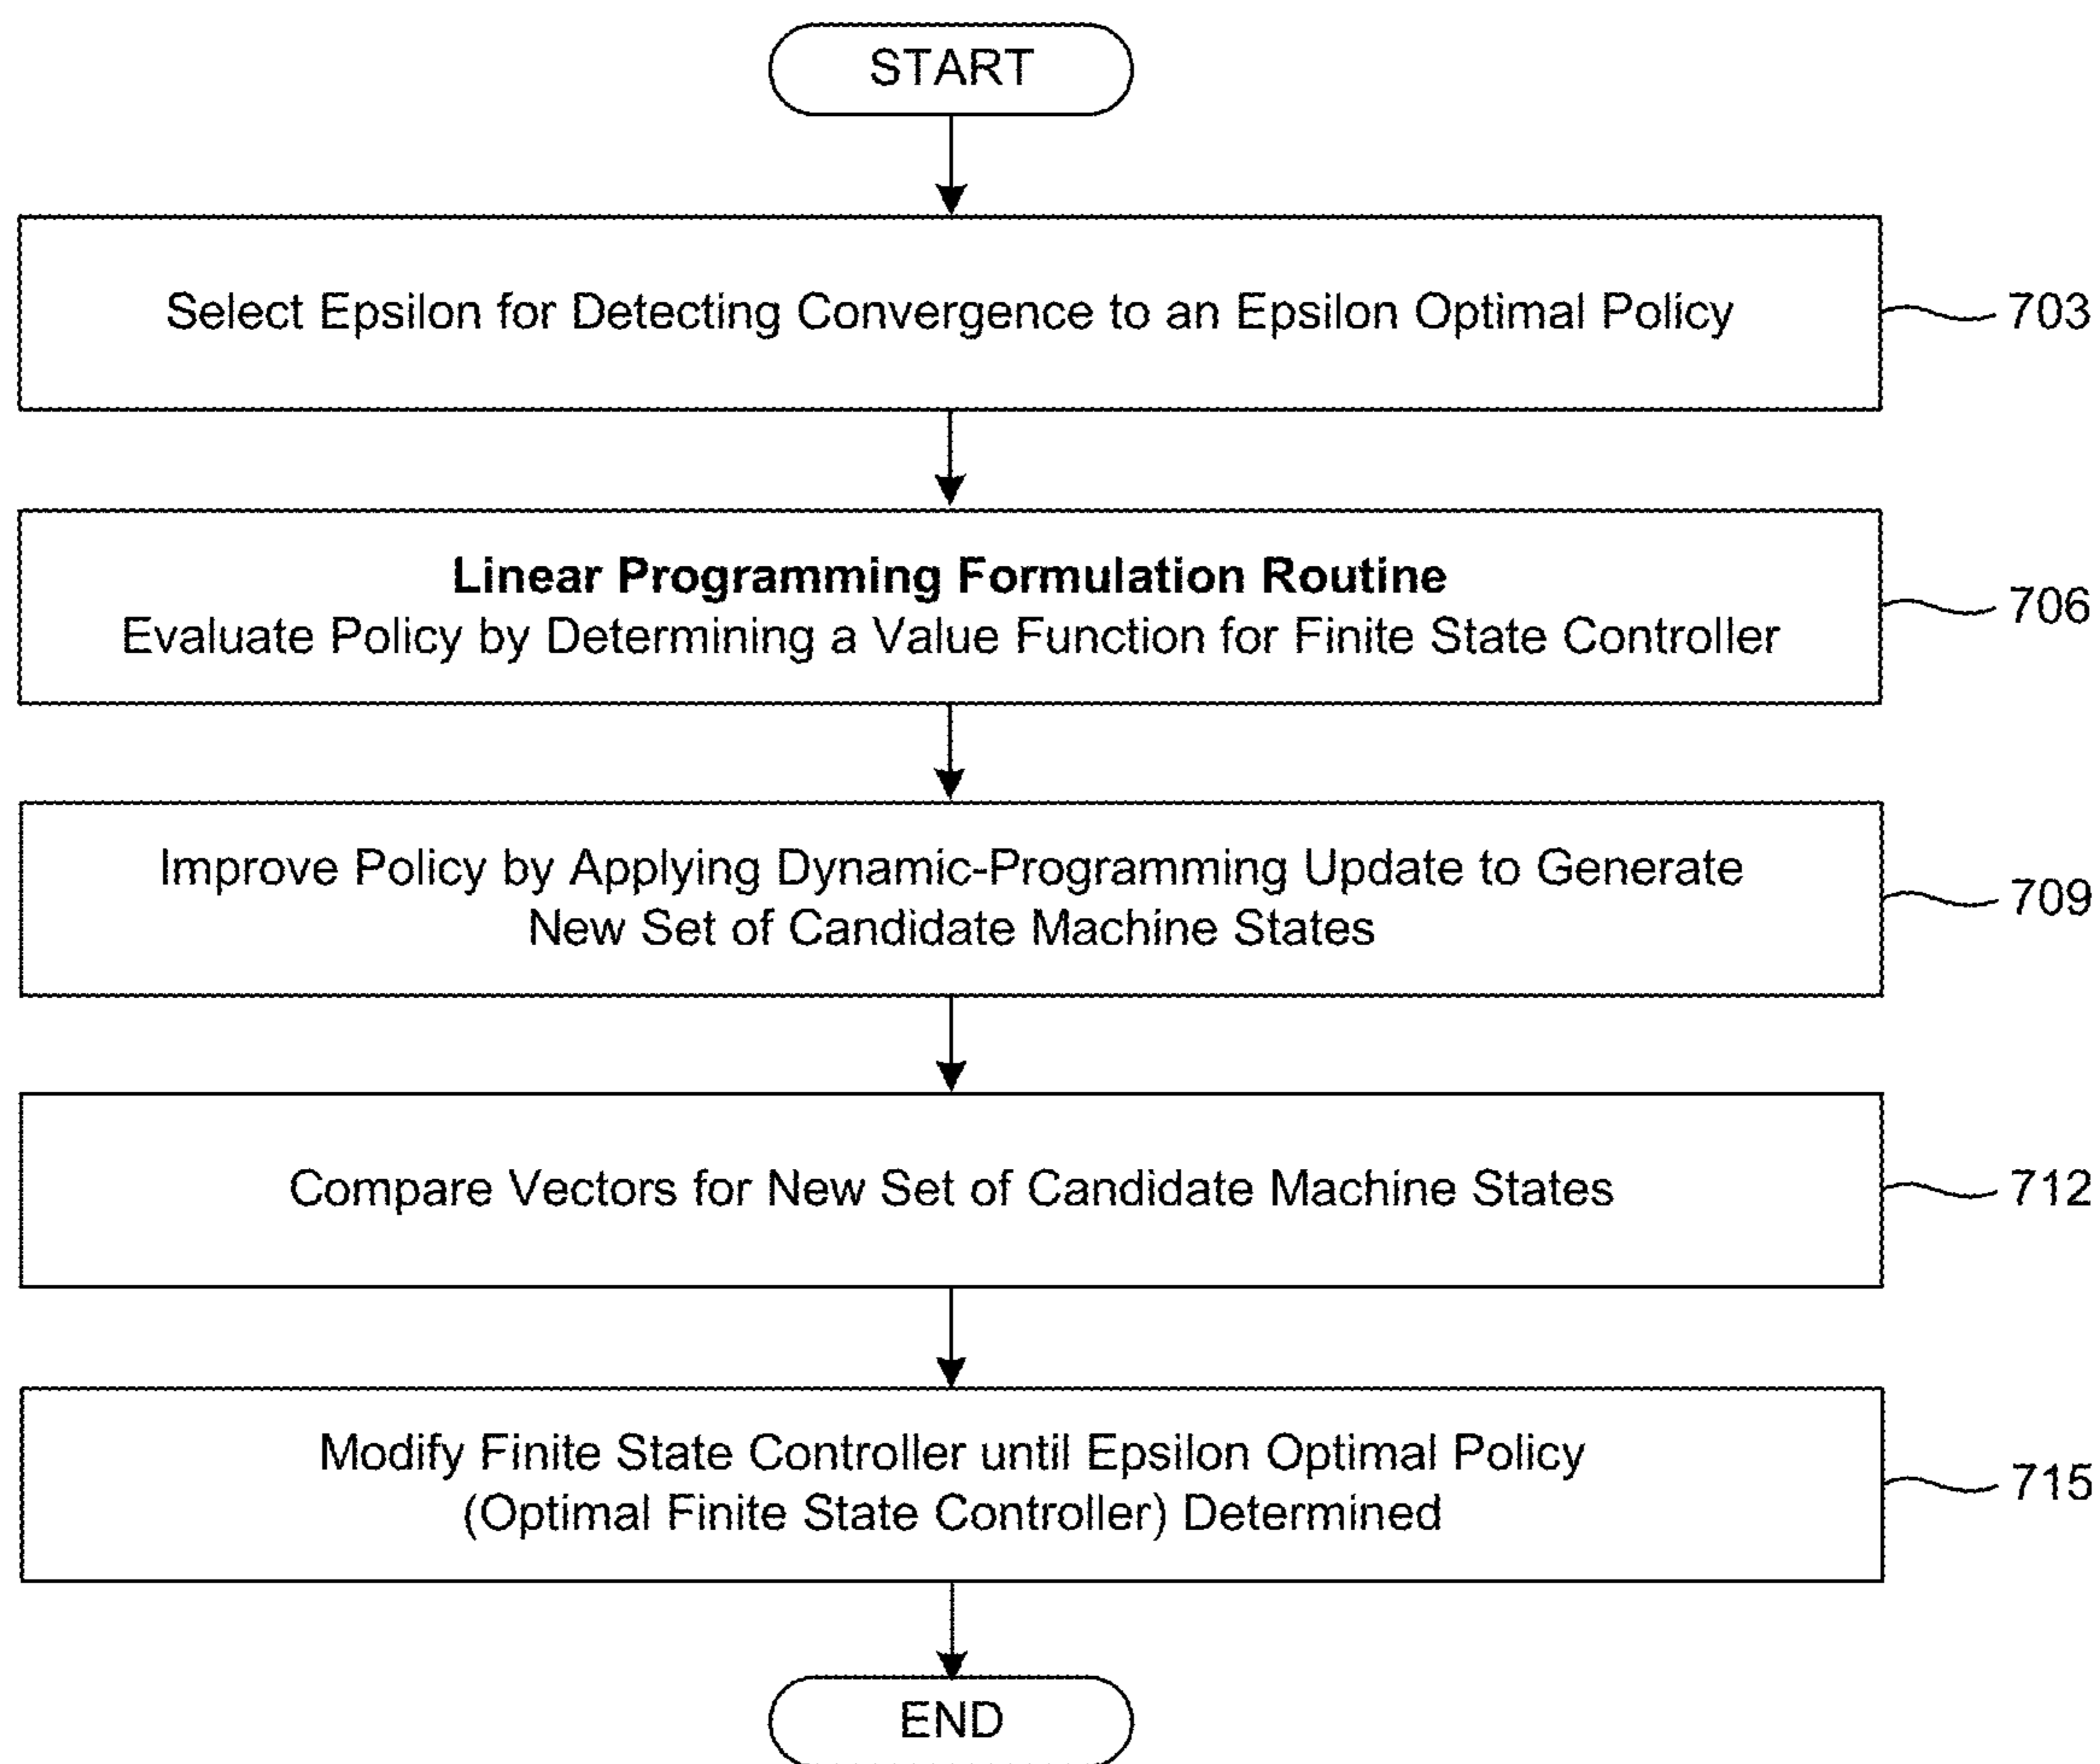 START
Select Epsilon for Detecting Convergence to an Epsilon Optimal Policy
703
Linear Programming Formulation Routine
Evaluate Policy by Determining a Value Function for Finite State Controller
706
Improve Policy by Applying Dynamic-Programming Update to Generate
New Set of Candidate Machine States
709
Compare Vectors for New Set of Candidate Machine States
712
Modify Finite State Controller until Epsilon Optimal Policy
(Optimal Finite State Controller) Determined
715
END